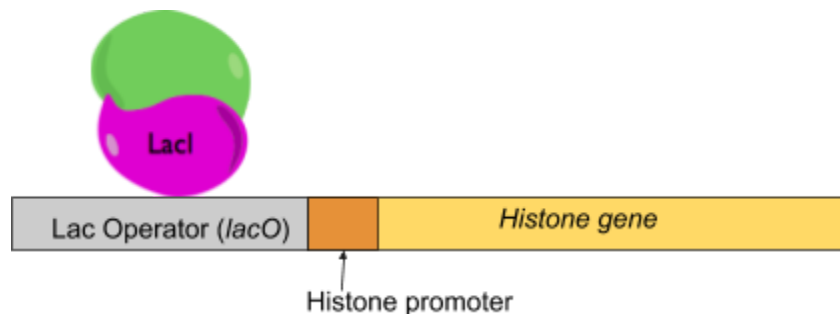 LacI
Lac Operator (lacO)
Histone gene
Histone promoter